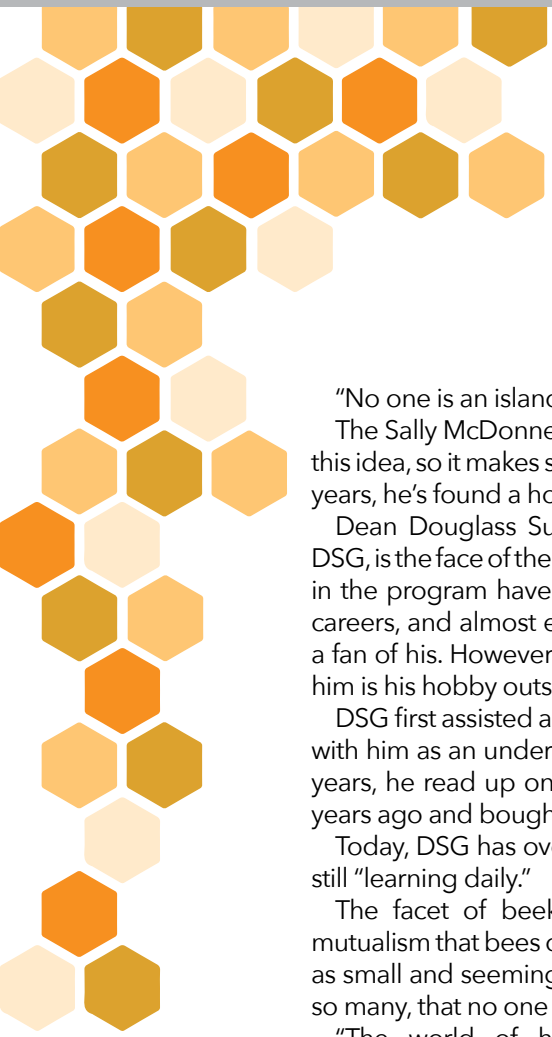 "No one is an island
The Sally McDonne
this idea, so it makes s
years, he's found a ho
Dean Douglass Su
DSG, is the face of the
in the program have
careers, and almost e
a fan of his. However
him is his hobby outs
DSG first assisted a
with him as an under
years, he read up on
years ago and bough
Today, DSG has ov
still "learning daily."
The facet of beek
mutualism that bees
as small and seeming
so many, that no one
"The world of h